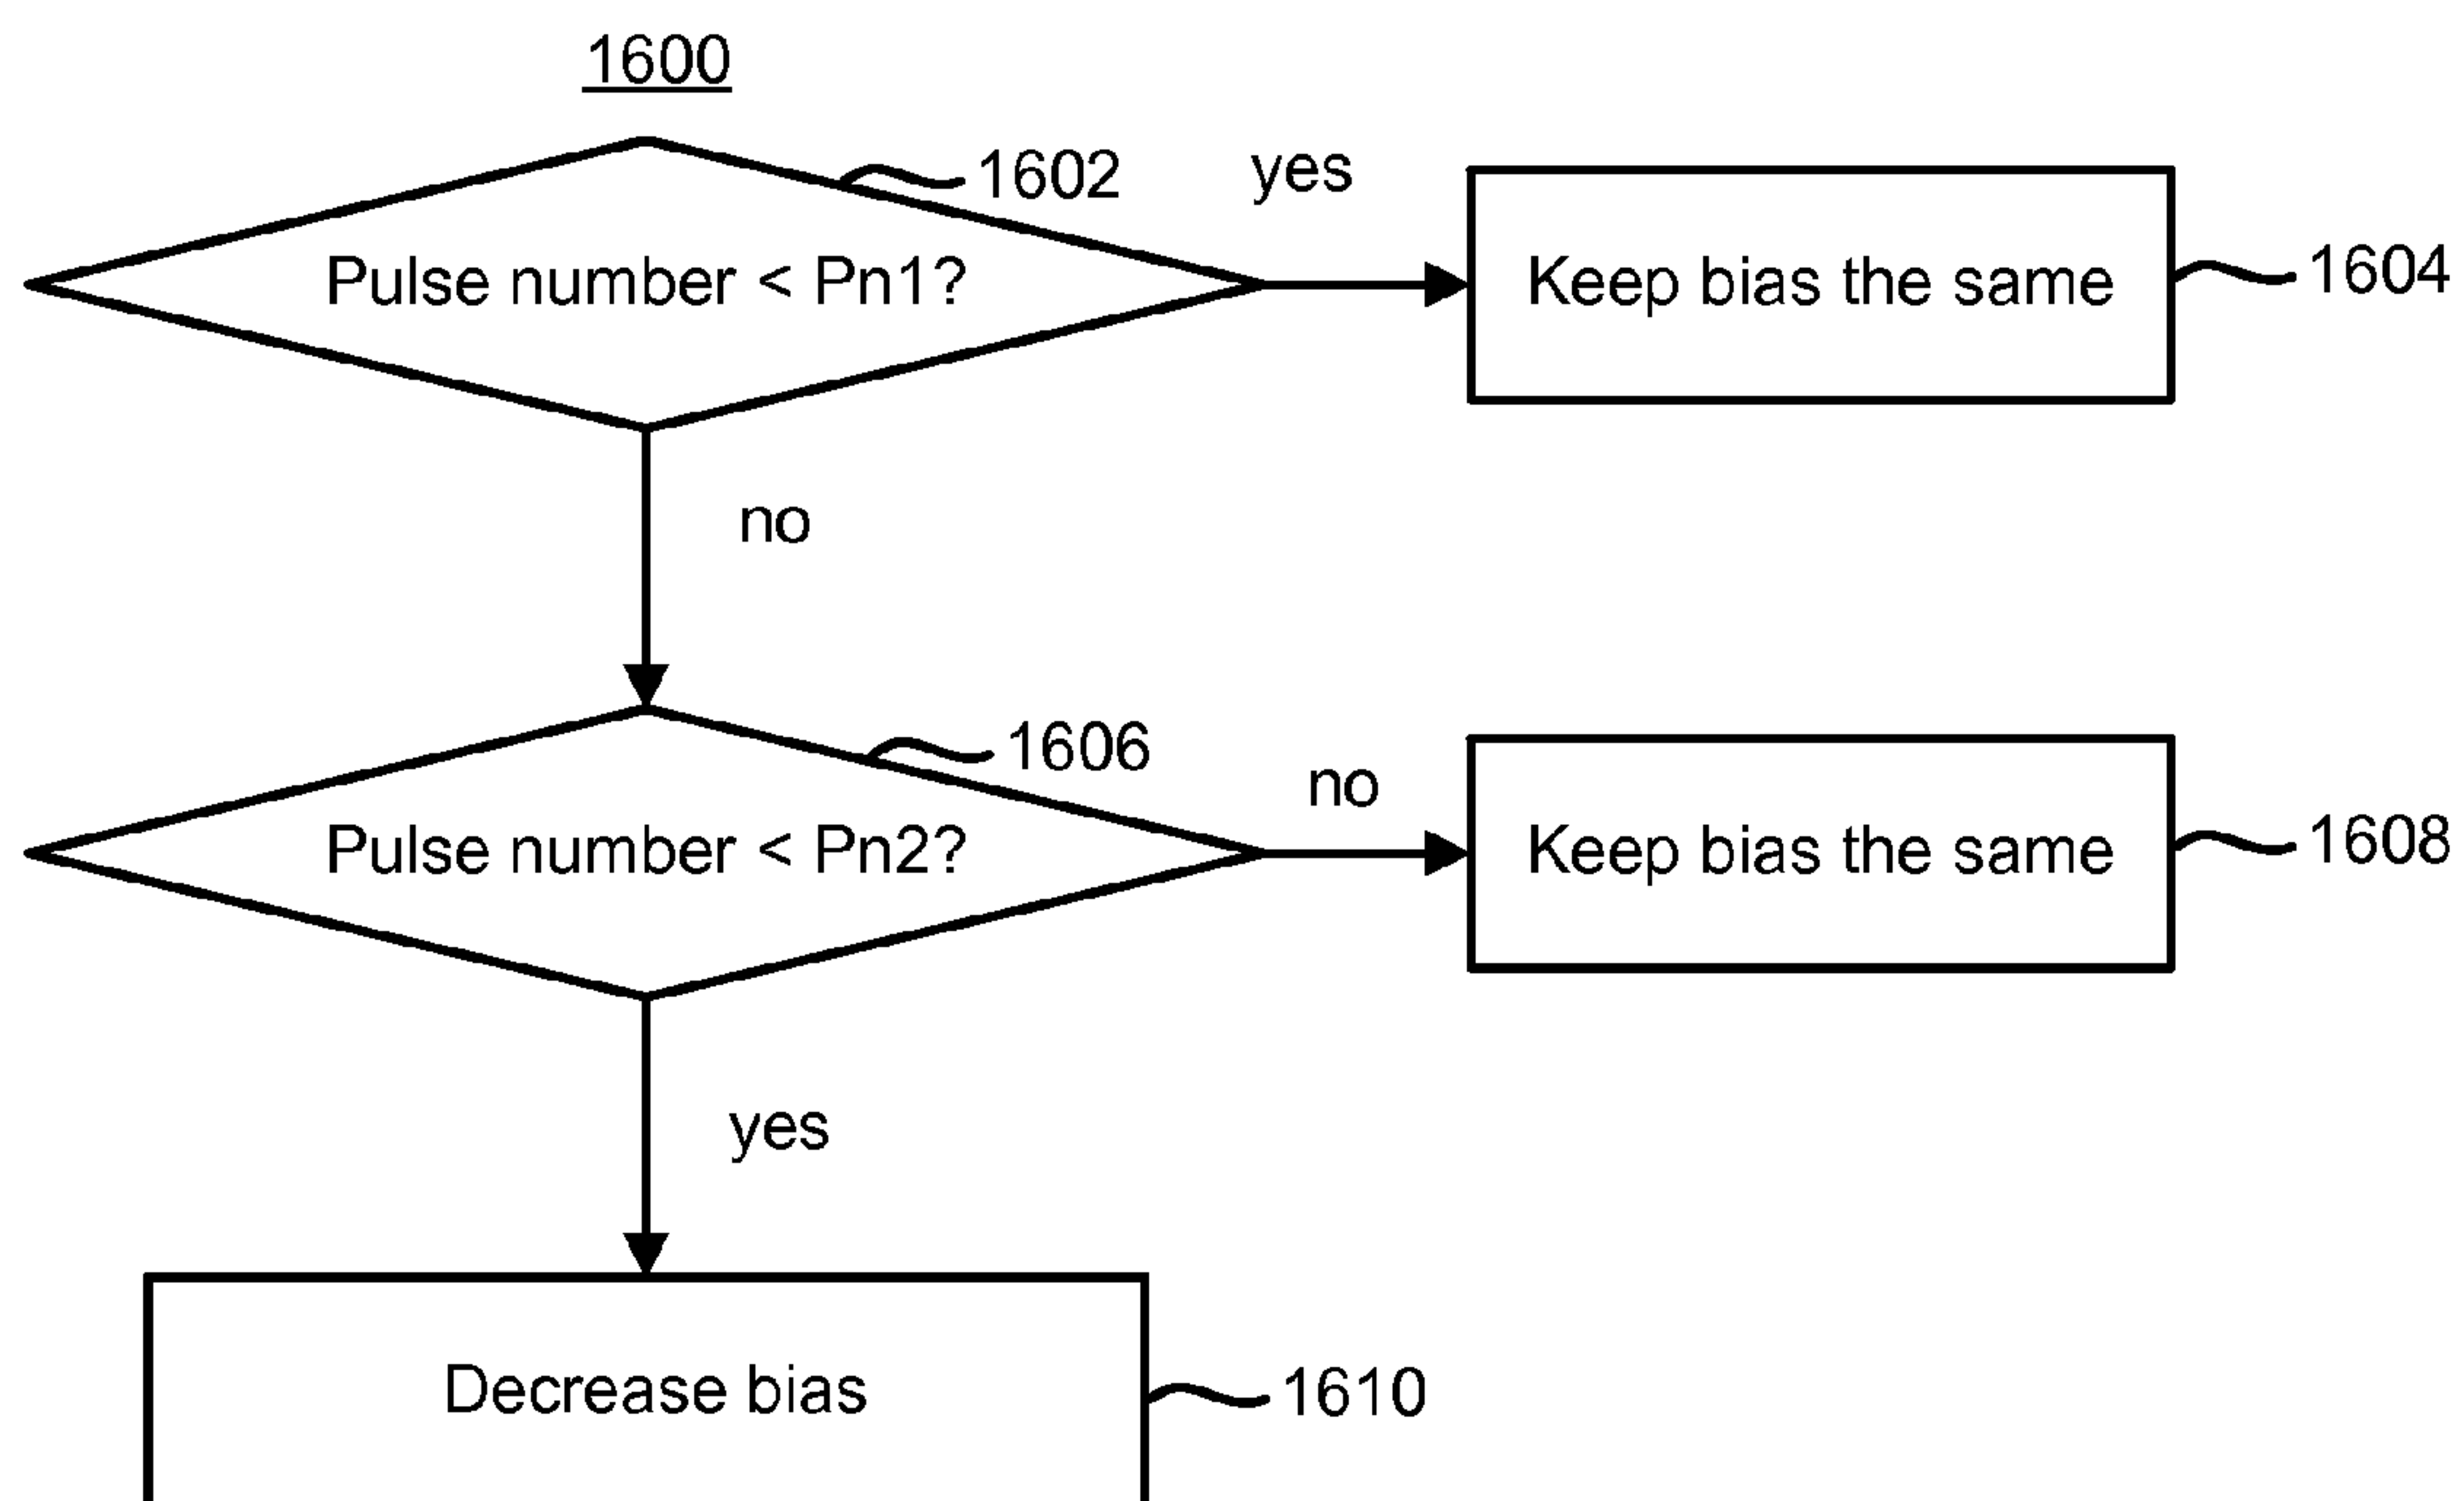 1600
1602
yes
Pulse number < Pn1?
Keep bias the same
1604
no
1606
no
Pulse number < Pn2?
Keep bias the same
1608
yes
Decrease bias
1610